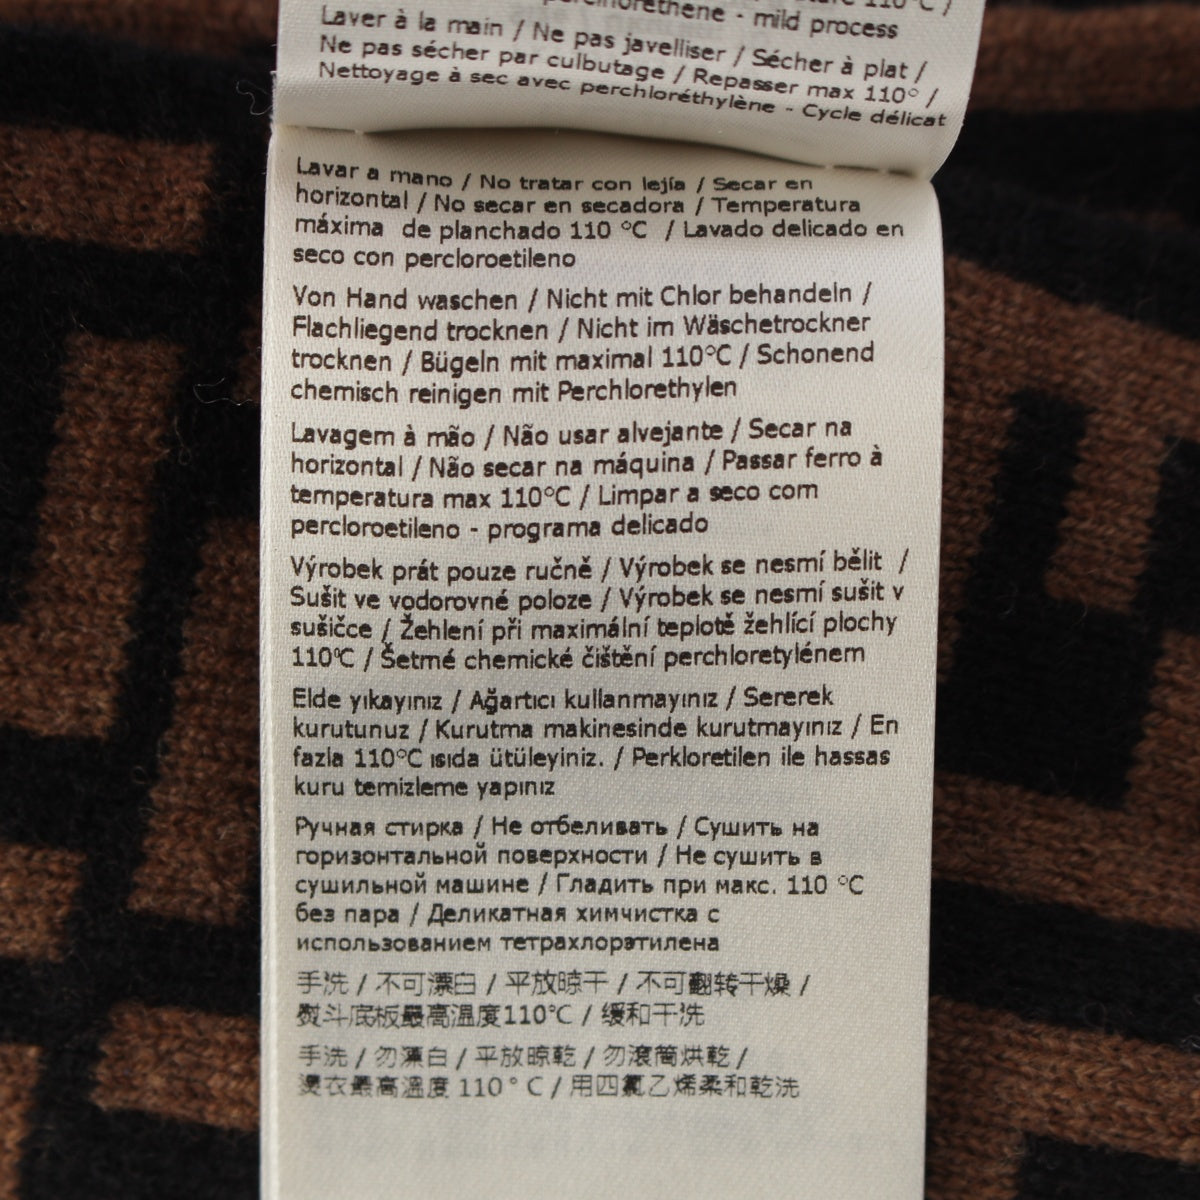 110°C /
perchlorethene - mild process
Laver à la main / Ne pas javelliser / Sécher à plat /
Ne pas sécher par culbutage / Repasser max 110° /
Nettoyage à sec avec perchloréthylène - Cycle délicat
Lavar a mano / No tratar con lejía / Secar en
horizontal / No secar en secadora / Temperatura
máxima de planchado 110 °C / Lavado delicado en
seco con percloroetileno
Von Hand waschen / Nicht mit Chlor behandeln /
Flachliegend trocknen / Nicht im Wäschetrockner
trocknen / Bügeln mit maximal 110°C / Schonend
chemisch reinigen mit Perchlorethylen
Lavagem à mão / Não usar alvejante / Secar na
horizontal / Não secar na máquina / Passar ferro à
temperatura max 110°C / Limpar a seco com
percloroetileno - programa delicado
Výrobek prát pouze ručně / Výrobek se nesmí bělit /
Sušit ve vodorovné poloze / Výrobek se nesmí sušit v
sušičce / Žehlení při maximální teplotě žehlící plochy
110°C / Šetrné chemické čištění perchloretylénem
Elde yıkayınız / Ağartıcı kullanmayınız / Sererek
kurutunuz / Kurutma makinesinde kurutmayınız / En
fazla 110°C ısıda ütüleyiniz. / Perkloretilen ile hassas
kuru temizleme yapınız
Ручная стирка / Не отбеливать / Сушить на
горизонтальной поверхности / Не сушить в
сушильной машине / Гладить при макс. 110 °C
без пара / Деликатная химчистка с
использованием тетрахлорэтилена
手洗 / 不可漂白 / 平放晾干 / 不可翻转干燥 /
熨斗底板最高温度110°C / 缓和干洗
手洗 / 勿漂白 / 平放晾乾 / 勿滾筒烘乾 /
燙衣最高溫度 110 ° C / 用四氯乙烯柔和乾洗